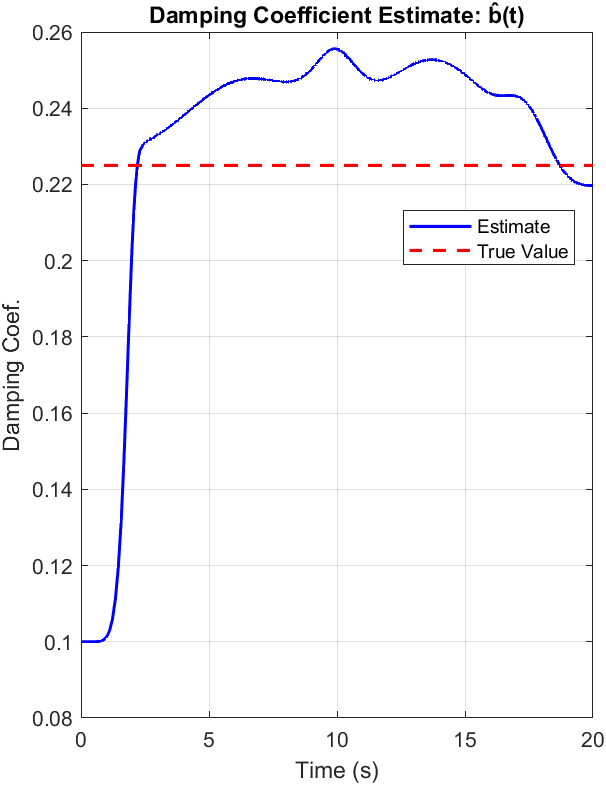 Damping Coefficient Estimate: b̂(t)
0.26
0.24
0.22
0.2
0.18
0.16
0.14
0.12
0.1
0.08
Damping Coef.
Estimate
True Value
0 5 10 15 20
Time (s)